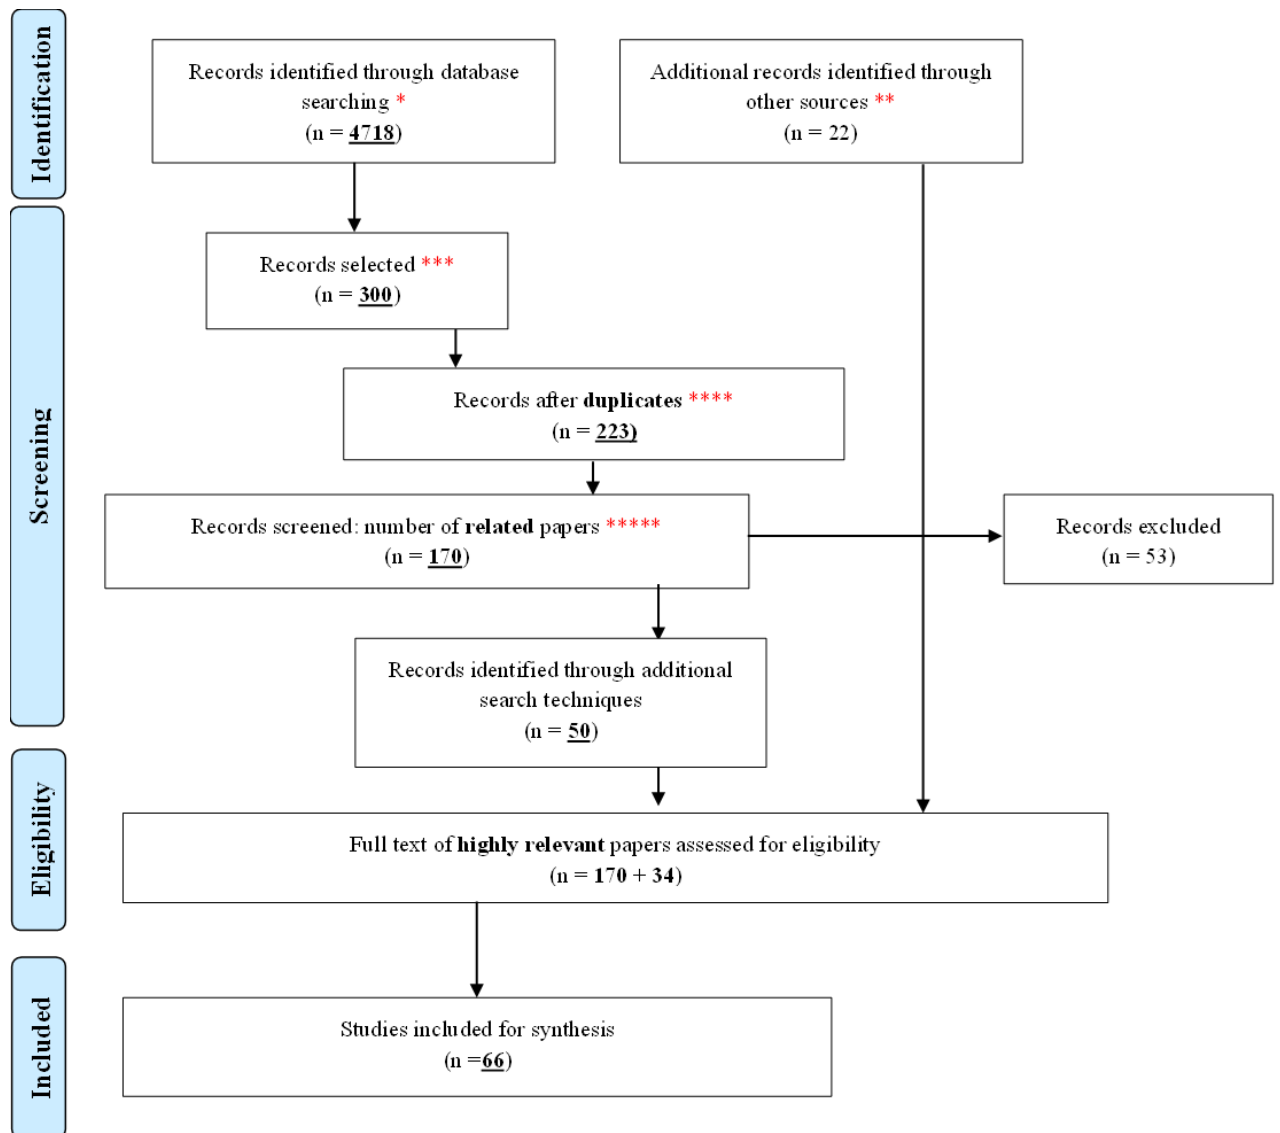 Identification
Records identified through database
searching *
(n = 4718)
Additional records identified through
other sources **
(n = 22)
Screening
Records selected ***
(n = 300)
Records after duplicates ****
(n = 223)
Records screened: number of related papers *****
(n = 170)
Records excluded
(n = 53)
Records identified through additional
search techniques
(n = 50)
Eligibility
Full text of highly relevant papers assessed for eligibility
(n = 170 + 34)
Included
Studies included for synthesis
(n =66)